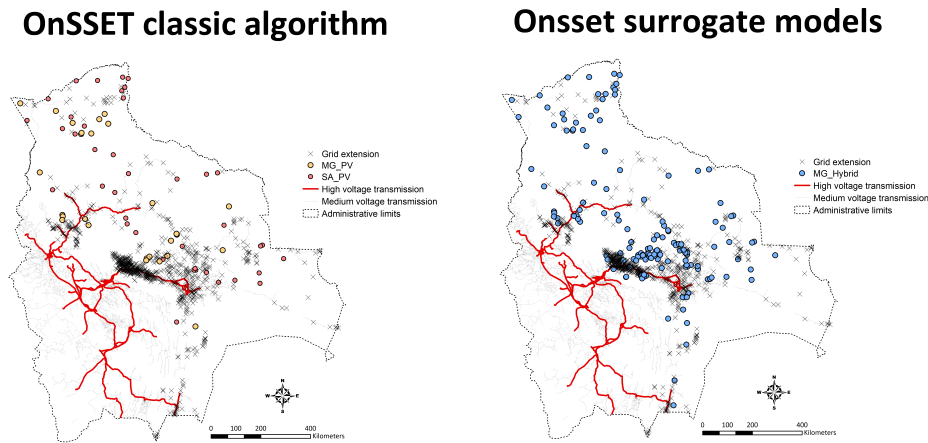 OnSSET classic algorithm
Grid extension
MG_PV
SA_PV
High voltage transmission
Medium voltage transmission
Administrative limits
N
W E
S
0 100 200 400
Kilometers
Onsset surrogate models
Grid extension
MG_Hybrid
High voltage transmission
Medium voltage transmission
Administrative limits
N
W E
S
0 100 200 400
Kilometers